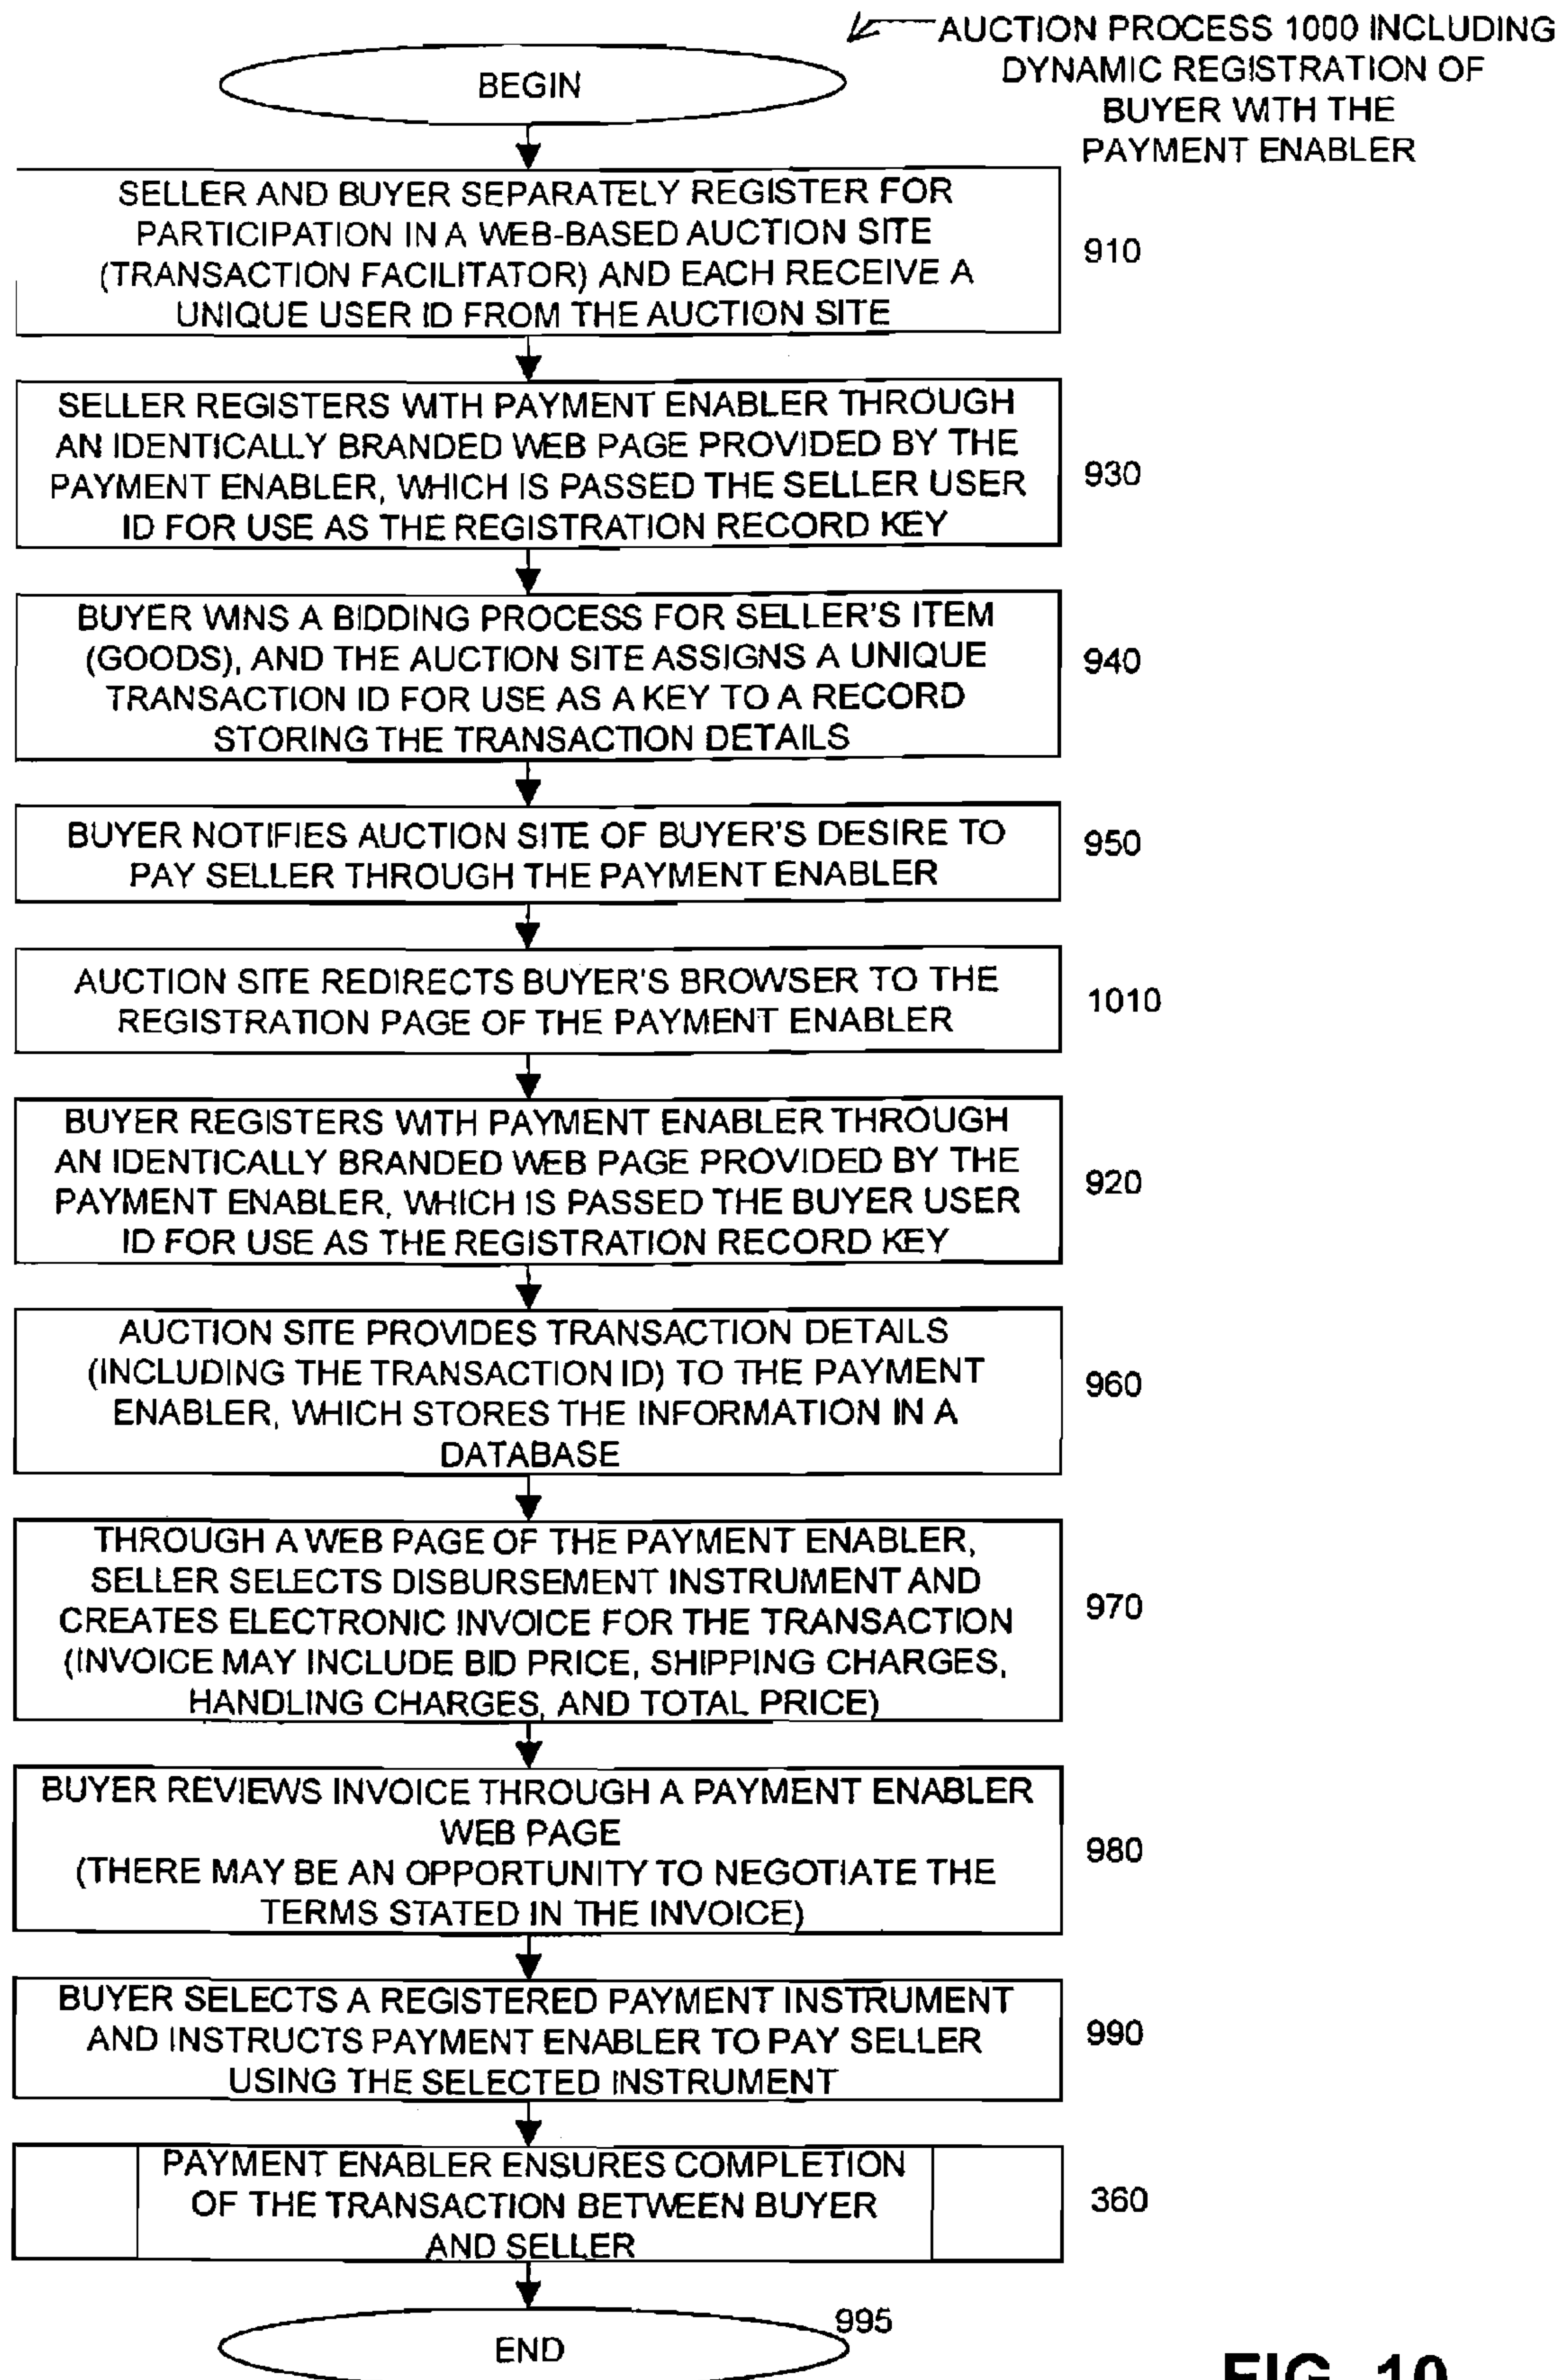 AUCTION PROCESS 1000 INCLUDING
DYNAMIC REGISTRATION OF
BUYER WITH THE
PAYMENT ENABLER
BEGIN
SELLER AND BUYER SEPARATELY REGISTER FOR
PARTICIPATION IN A WEB-BASED AUCTION SITE
(TRANSACTION FACILITATOR) AND EACH RECEIVE A
UNIQUE USER ID FROM THE AUCTION SITE
910
SELLER REGISTERS WITH PAYMENT ENABLER THROUGH
AN IDENTICALLY BRANDED WEB PAGE PROVIDED BY THE
PAYMENT ENABLER, WHICH IS PASSED THE SELLER USER
ID FOR USE AS THE REGISTRATION RECORD KEY
930
BUYER WINS A BIDDING PROCESS FOR SELLER'S ITEM
(GOODS), AND THE AUCTION SITE ASSIGNS A UNIQUE
TRANSACTION ID FOR USE AS A KEY TO A RECORD
STORING THE TRANSACTION DETAILS
940
BUYER NOTIFIES AUCTION SITE OF BUYER'S DESIRE TO
PAY SELLER THROUGH THE PAYMENT ENABLER
950
AUCTION SITE REDIRECTS BUYER'S BROWSER TO THE
REGISTRATION PAGE OF THE PAYMENT ENABLER
1010
BUYER REGISTERS WITH PAYMENT ENABLER THROUGH
AN IDENTICALLY BRANDED WEB PAGE PROVIDED BY THE
PAYMENT ENABLER, WHICH IS PASSED THE BUYER USER
ID FOR USE AS THE REGISTRATION RECORD KEY
920
AUCTION SITE PROVIDES TRANSACTION DETAILS
(INCLUDING THE TRANSACTION ID) TO THE PAYMENT
ENABLER, WHICH STORES THE INFORMATION IN A
DATABASE
960
THROUGH A WEB PAGE OF THE PAYMENT ENABLER,
SELLER SELECTS DISBURSEMENT INSTRUMENT AND
CREATES ELECTRONIC INVOICE FOR THE TRANSACTION
(INVOICE MAY INCLUDE BID PRICE, SHIPPING CHARGES,
HANDLING CHARGES, AND TOTAL PRICE)
970
BUYER REVIEWS INVOICE THROUGH A PAYMENT ENABLER
WEB PAGE
(THERE MAY BE AN OPPORTUNITY TO NEGOTIATE THE
TERMS STATED IN THE INVOICE)
980
BUYER SELECTS A REGISTERED PAYMENT INSTRUMENT
AND INSTRUCTS PAYMENT ENABLER TO PAY SELLER
USING THE SELECTED INSTRUMENT
990
PAYMENT ENABLER ENSURES COMPLETION
OF THE TRANSACTION BETWEEN BUYER
AND SELLER
360
END
995
FIG. 10